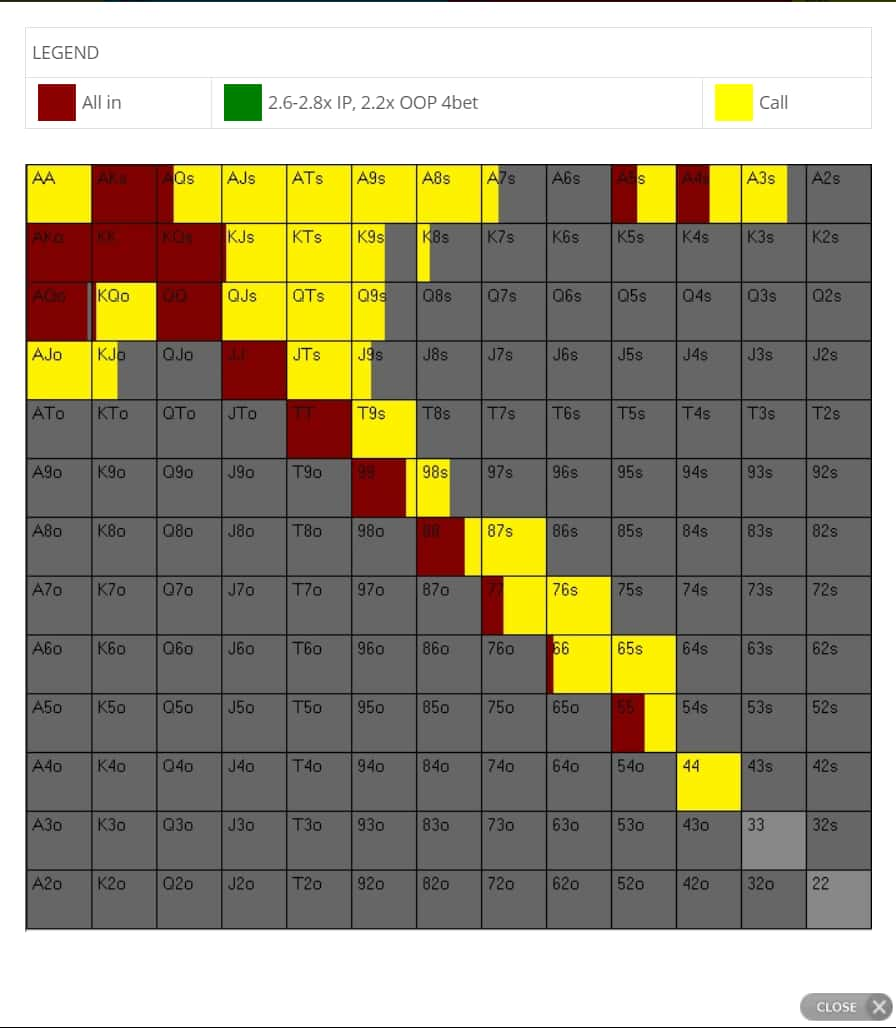 LEGEND
All in 2.6-2.8x IP, 2.2x OOP 4bet Call
AA AKs AQs AJs ATs A9s A8s A7s A6s A5s A4s A3s A2s
AKo KK KQs KJs KTs K9s K8s K7s K6s K5s K4s K3s K2s
AQo KQo QQ QJs QTs Q9s Q8s Q7s Q6s Q5s Q4s Q3s Q2s
AJo KJo QJo JJ JTs J9s J8s J7s J6s J5s J4s J3s J2s
ATo KTo QTo JTo TT T9s T8s T7s T6s T5s T4s T3s T2s
A9o K9o Q9o J9o T9o 99 98s 97s 96s 95s 94s 93s 92s
A8o K8o Q8o J8o T8o 98o 88 87s 86s 85s 84s 83s 82s
A7o K7o Q7o J7o T7o 97o 87o 77 76s 75s 74s 73s 72s
A6o K6o Q6o J6o T6o 96o 86o 76o 66 65s 64s 63s 62s
A5o K5o Q5o J5o T5o 95o 85o 75o 65o 55 54s 53s 52s
A4o K4o Q4o J4o T4o 94o 84o 74o 64o 54o 44 43s 42s
A3o K3o Q3o J3o T3o 93o 83o 73o 63o 53o 43o 33 32s
A2o K2o Q2o J2o T2o 92o 82o 72o 62o 52o 42o 32o 22
CLOSE